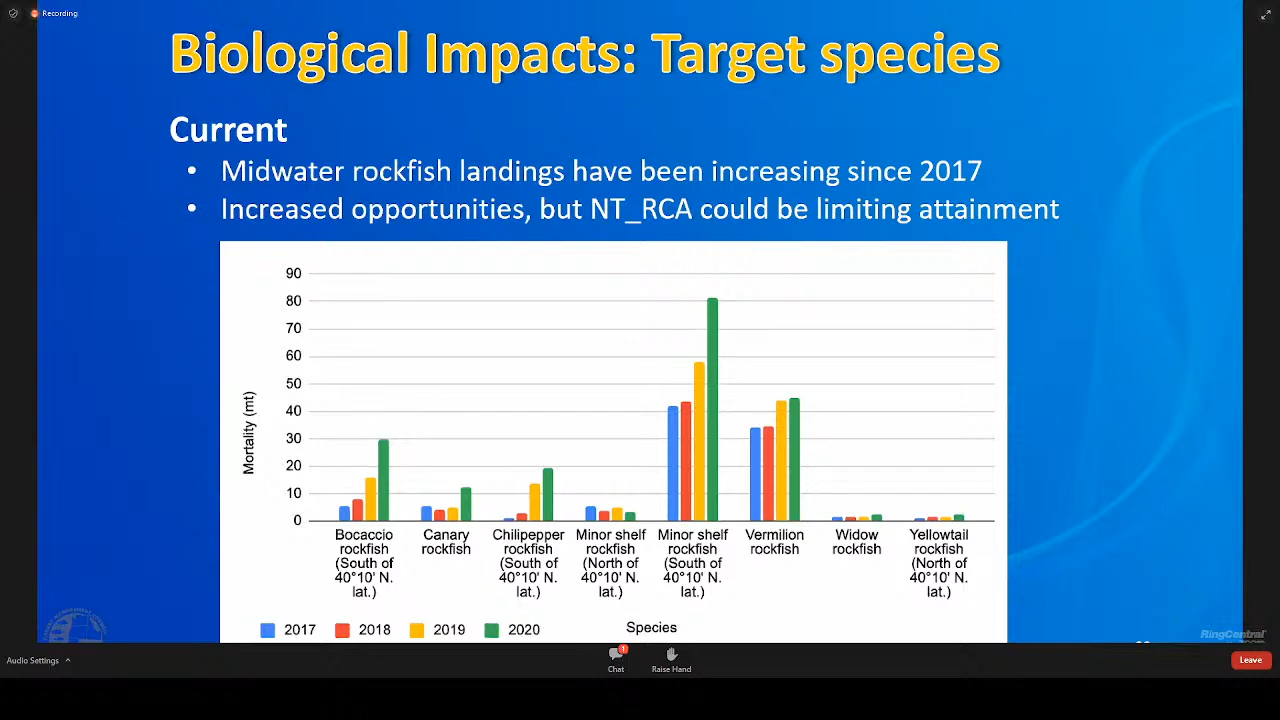 Recording
Biological Impacts: Target species
Current
• Midwater rockfish landings have been increasing since 2017
• Increased opportunities, but NT_RCA could be limiting attainment
90
80
70
60
50
40
30
20
10
0
Mortality (mt)
Bocaccio
rockfish
(South of
40°10' N.
lat.)
Canary
rockfish
Chilipepper
rockfish
(South of
40°10' N.
lat.)
Minor shelf
rockfish
(North of
40°10' N.
lat.)
Minor shelf
rockfish
(South of
40°10' N.
lat.)
Vermilion
rockfish
Widow
rockfish
Yellowtail
rockfish
(North of
40°10' N.
lat.)
Species
2017 2018 2019 2020
RingCentral
Audio Settings
1
Chat
Raise Hand
Leave